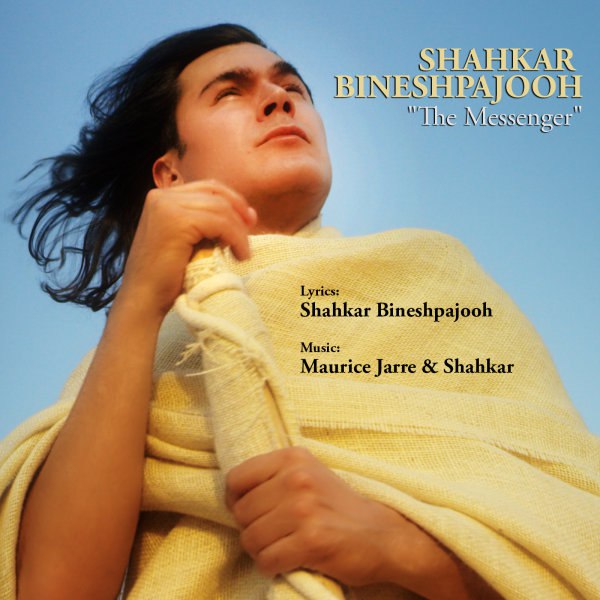 SHAHKAR
BINESHPAJOOH
"The Messenger"
Lyrics:
Shahkar Bineshpajooh
Music:
Maurice Jarre & Shahkar